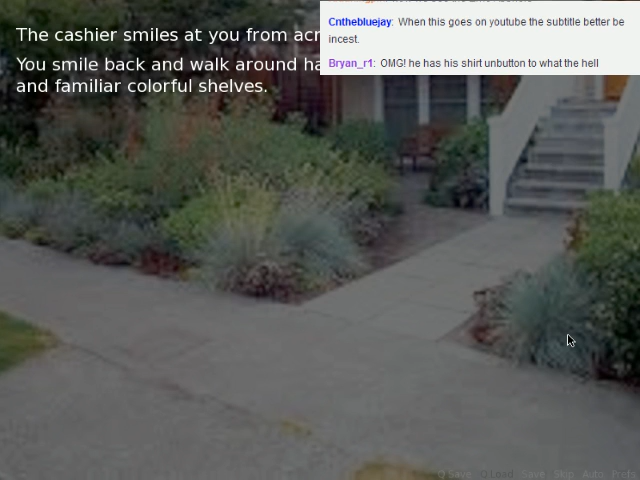 The cashier smiles at you from acr
You smile back and walk around ha
and familiar colorful shelves.
Cnthebluejay: When this goes on youtube the subtitle better be
incest.
Bryan_r1: OMG! he has his shirt unbutton to what the hell
Q.Save Q.Load Save Skip Auto Prefs